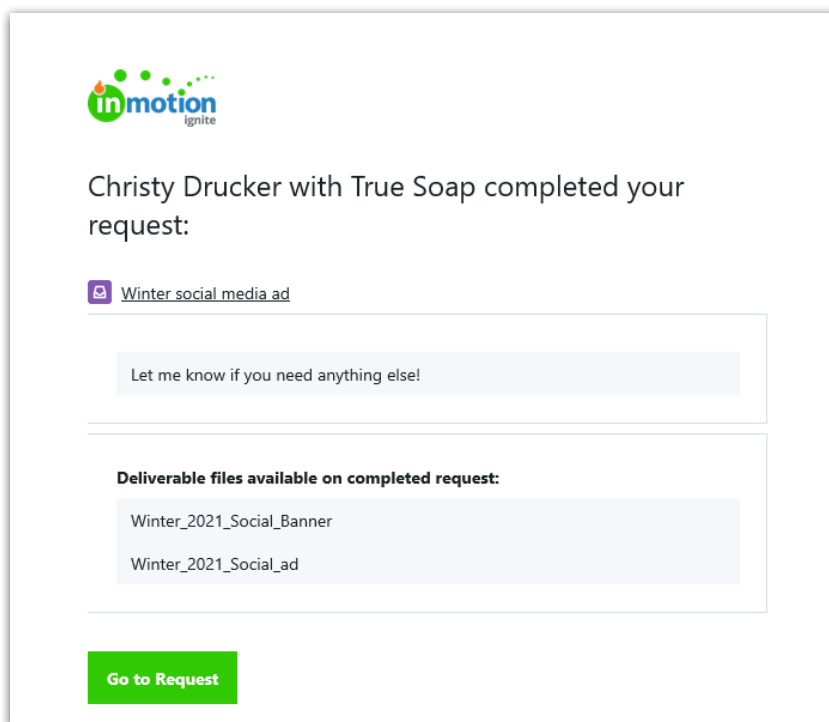 inmotion
ignite
Christy Drucker with True Soap completed your
request:
Winter social media ad
Let me know if you need anything else!
Deliverable files available on completed request:
Winter_2021_Social_Banner
Winter_2021_Social_ad
Go to Request